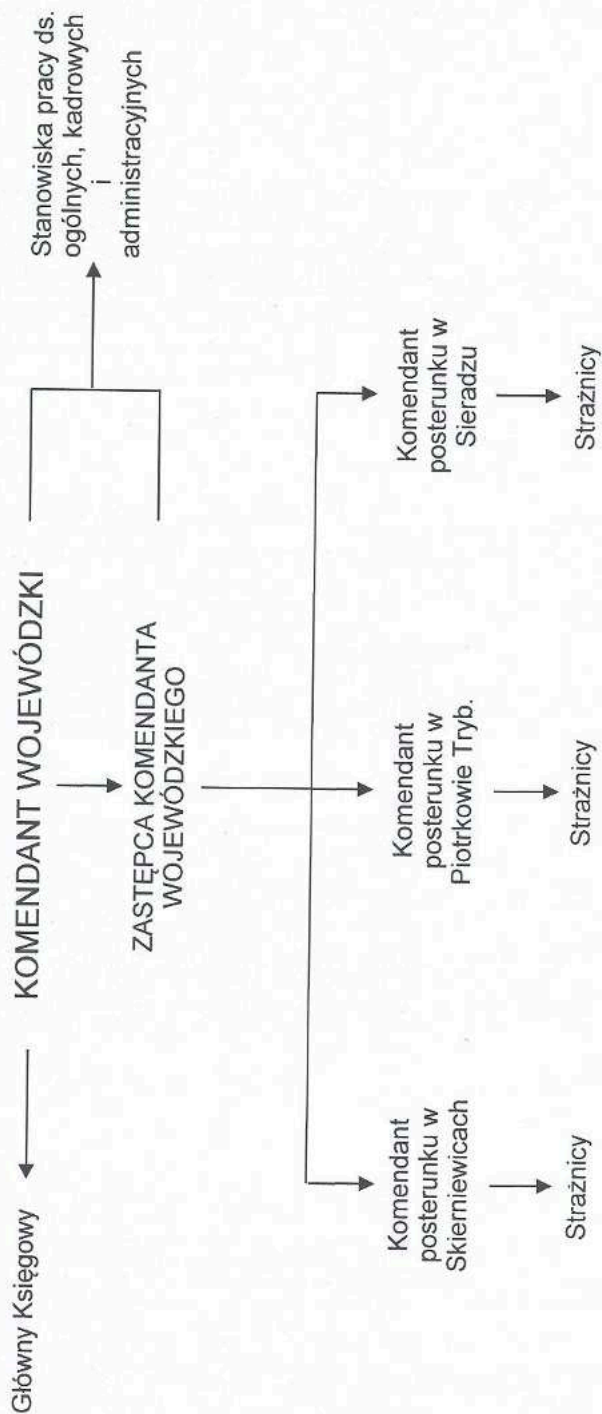 Główny Księgowy
KOMENDANT WOJEWÓDZKI
Stanowiska pracy ds.
ogólnych, kadrowych
i
administracyjnych
ZASTĘPCA KOMENDANTA
WOJEWÓDZKIEGO
Komendant
posterunku w
Skierniewicach
Komendant
posterunku w
Piotrkowie Tryb.
Komendant
posterunku w
Sieradzu
Strażnicy
Strażnicy
Strażnicy